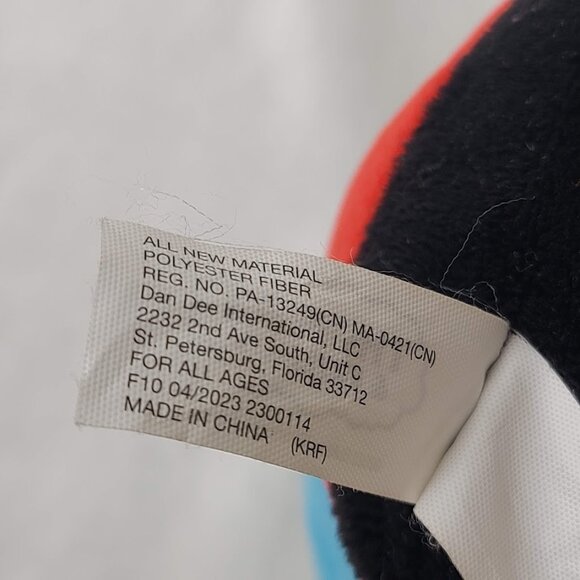 ALL NEW MATERIAL
POLYESTER FIBER
REG. NO. PA-13249(CN) MA-0421(CN)
Dan Dee International, LLC
2232 2nd Ave South, Unit C
St. Petersburg, Florida 33712
FOR ALL AGES
F10 04/2023 2300114
MADE IN CHINA (KRF)